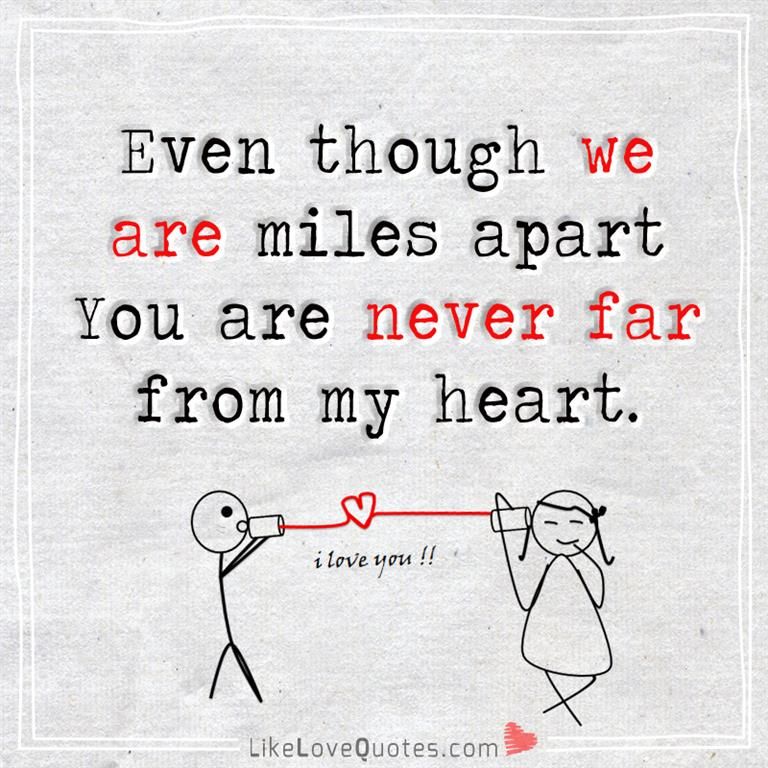 Even though we
are miles apart
You are never far
from my heart.
i love you !!
LikeLoveQuotes.com